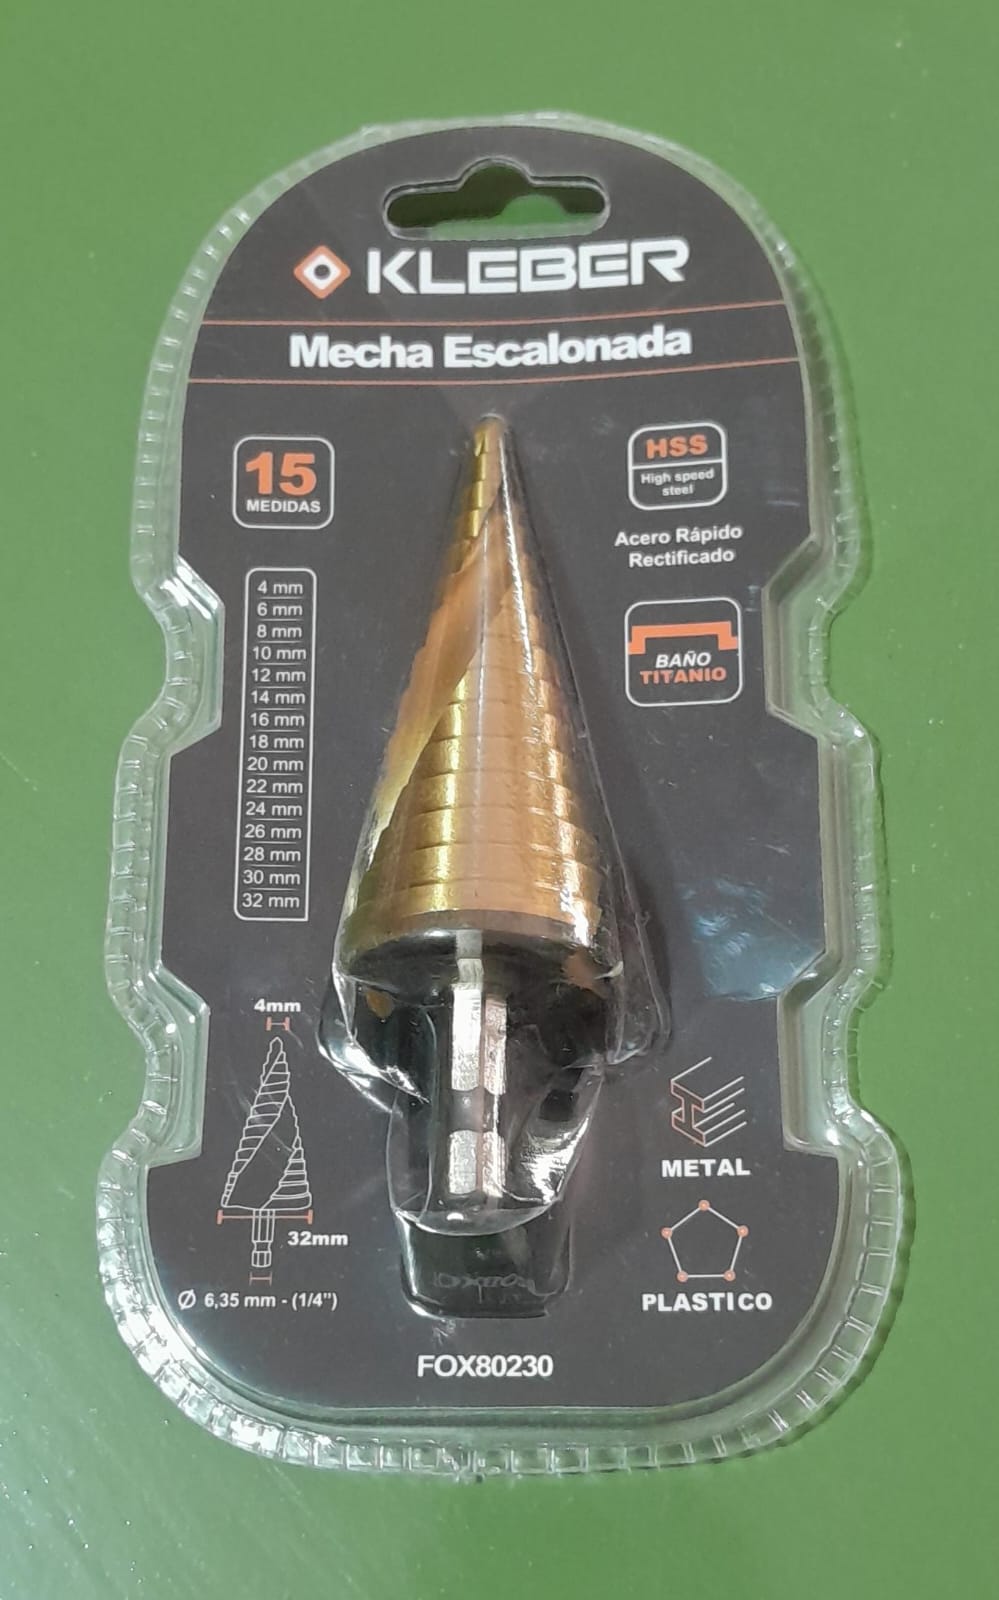 KLEBER
Mecha Escalonada
15
MEDIDAS
HSS
High speed
steel
Acero Rápido
Rectificado
BAÑO
TITANIO
4 mm
6 mm
8 mm
10 mm
12 mm
14 mm
16 mm
18 mm
20 mm
22 mm
24 mm
26 mm
28 mm
30 mm
32 mm
4mm
32mm
Ø 6,35 mm - (1/4")
METAL
PLASTICO
FOX80230